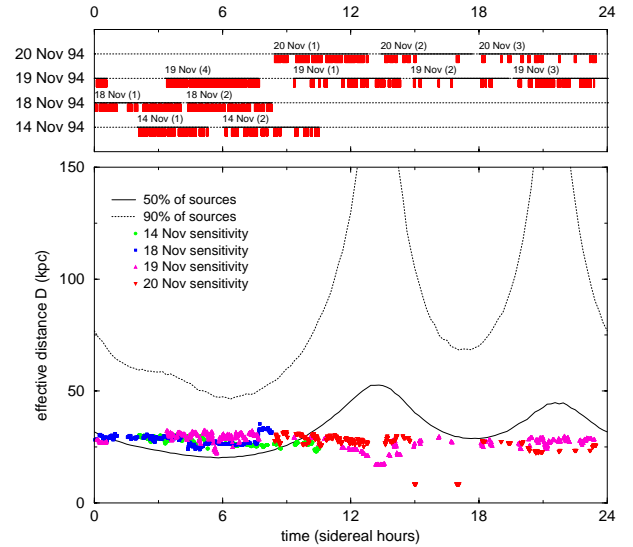 0 6 12 18 24
20 Nov 94
20 Nov (1) 20 Nov (2) 20 Nov (3)
19 Nov 94
19 Nov (4) 19 Nov (1) 19 Nov (2) 19 Nov (3)
18 Nov 94
18 Nov (1) 18 Nov (2)
14 Nov 94
14 Nov (1) 14 Nov (2)
150
100
50
0
effective distance D (kpc)
50% of sources
90% of sources
14 Nov sensitivity
18 Nov sensitivity
19 Nov sensitivity
20 Nov sensitivity
0 6 12 18 24
time (sidereal hours)